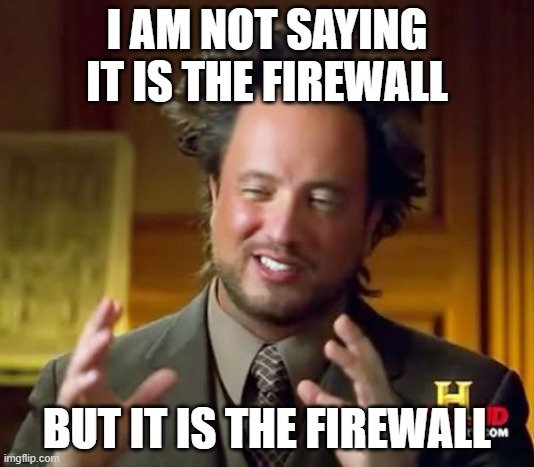 I AM NOT SAYING
IT IS THE FIREWALL
BUT IT IS THE FIREWALL
H
imgflip.com